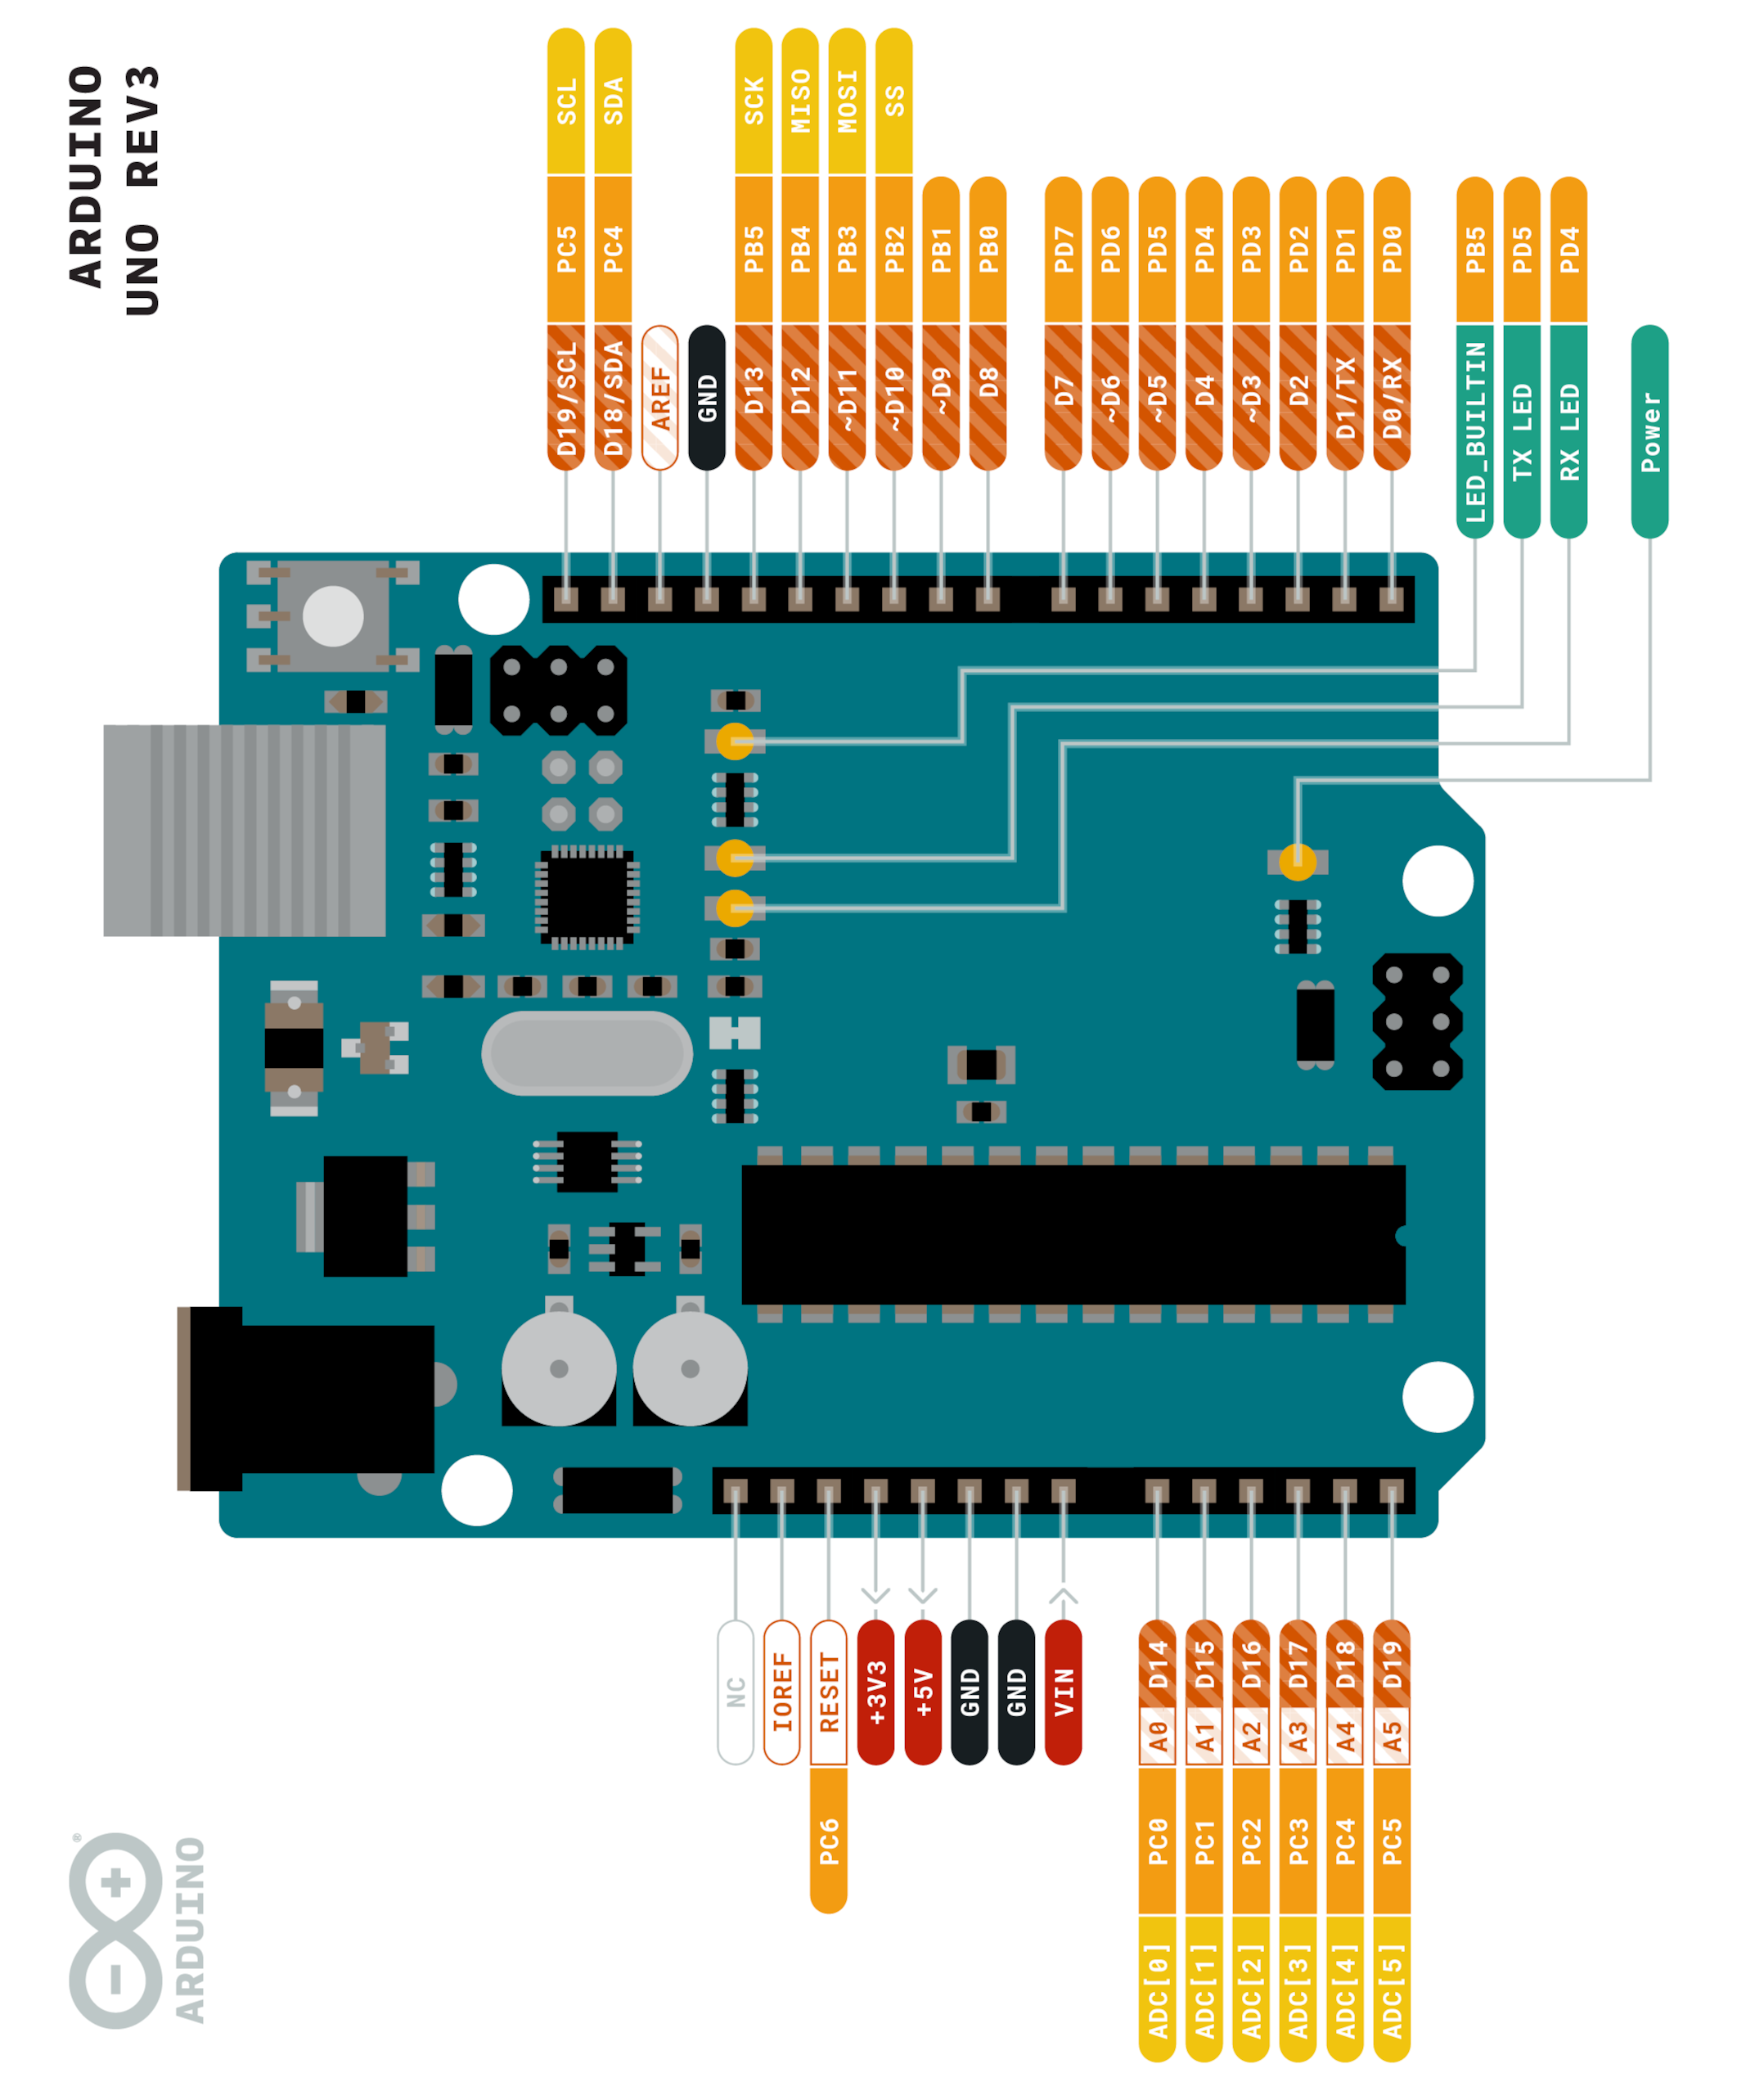 ARDUINO
UNO REV3
SCL
PC5
D19/SCL
SDA
PC4
D18/SDA
AREF
GND
SCK
PB5
D13
MISO
PB4
D12
MOSI
PB3
~D11
SS
PB2
~D10
PB1
~D9
PB0
D8
PD7
D7
PD6
~D6
PD5
~D5
PD4
D4
PD3
~D3
PD2
D2
PD1
D1/TX
PD0
D0/RX
PB5
LED_BUILTIN
PD5
TX LED
PD4
RX LED
Power
NC
IOREF
RESET
PC6
+3V3
+5V
GND
GND
VIN
D14
A0
PC0
ADC[0]
D15
A1
PC1
ADC[1]
D16
A2
PC2
ADC[2]
D17
A3
PC3
ADC[3]
D18
A4
PC4
ADC[4]
D19
A5
PC5
ADC[5]
®
ARDUINO